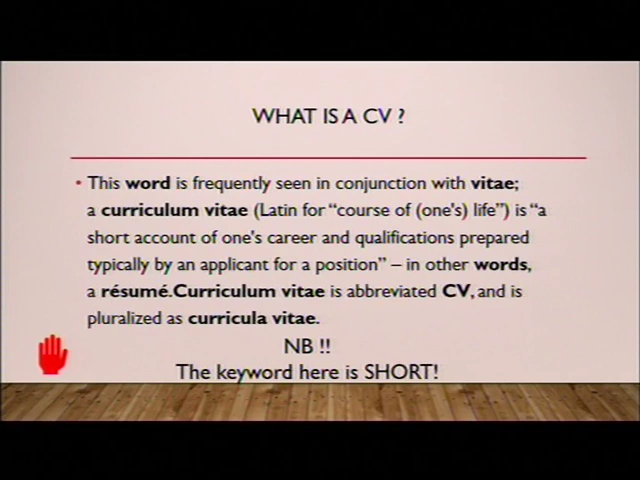 WHAT IS A CV ?
• This word is frequently seen in conjunction with vitae;
a curriculum vitae (Latin for “course of (one's) life”) is “a
short account of one's career and qualifications prepared
typically by an applicant for a position” – in other words,
a résumé.Curriculum vitae is abbreviated CV, and is
pluralized as curricula vitae.
NB !!
The keyword here is SHORT!